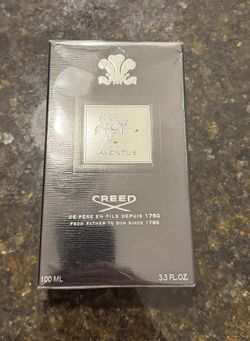 AVENTUS
CREED
DE PÈRE EN FILS DEPUIS 1760
FROM FATHER TO SON SINCE 1760
100 ML 3.3 FL.OZ.